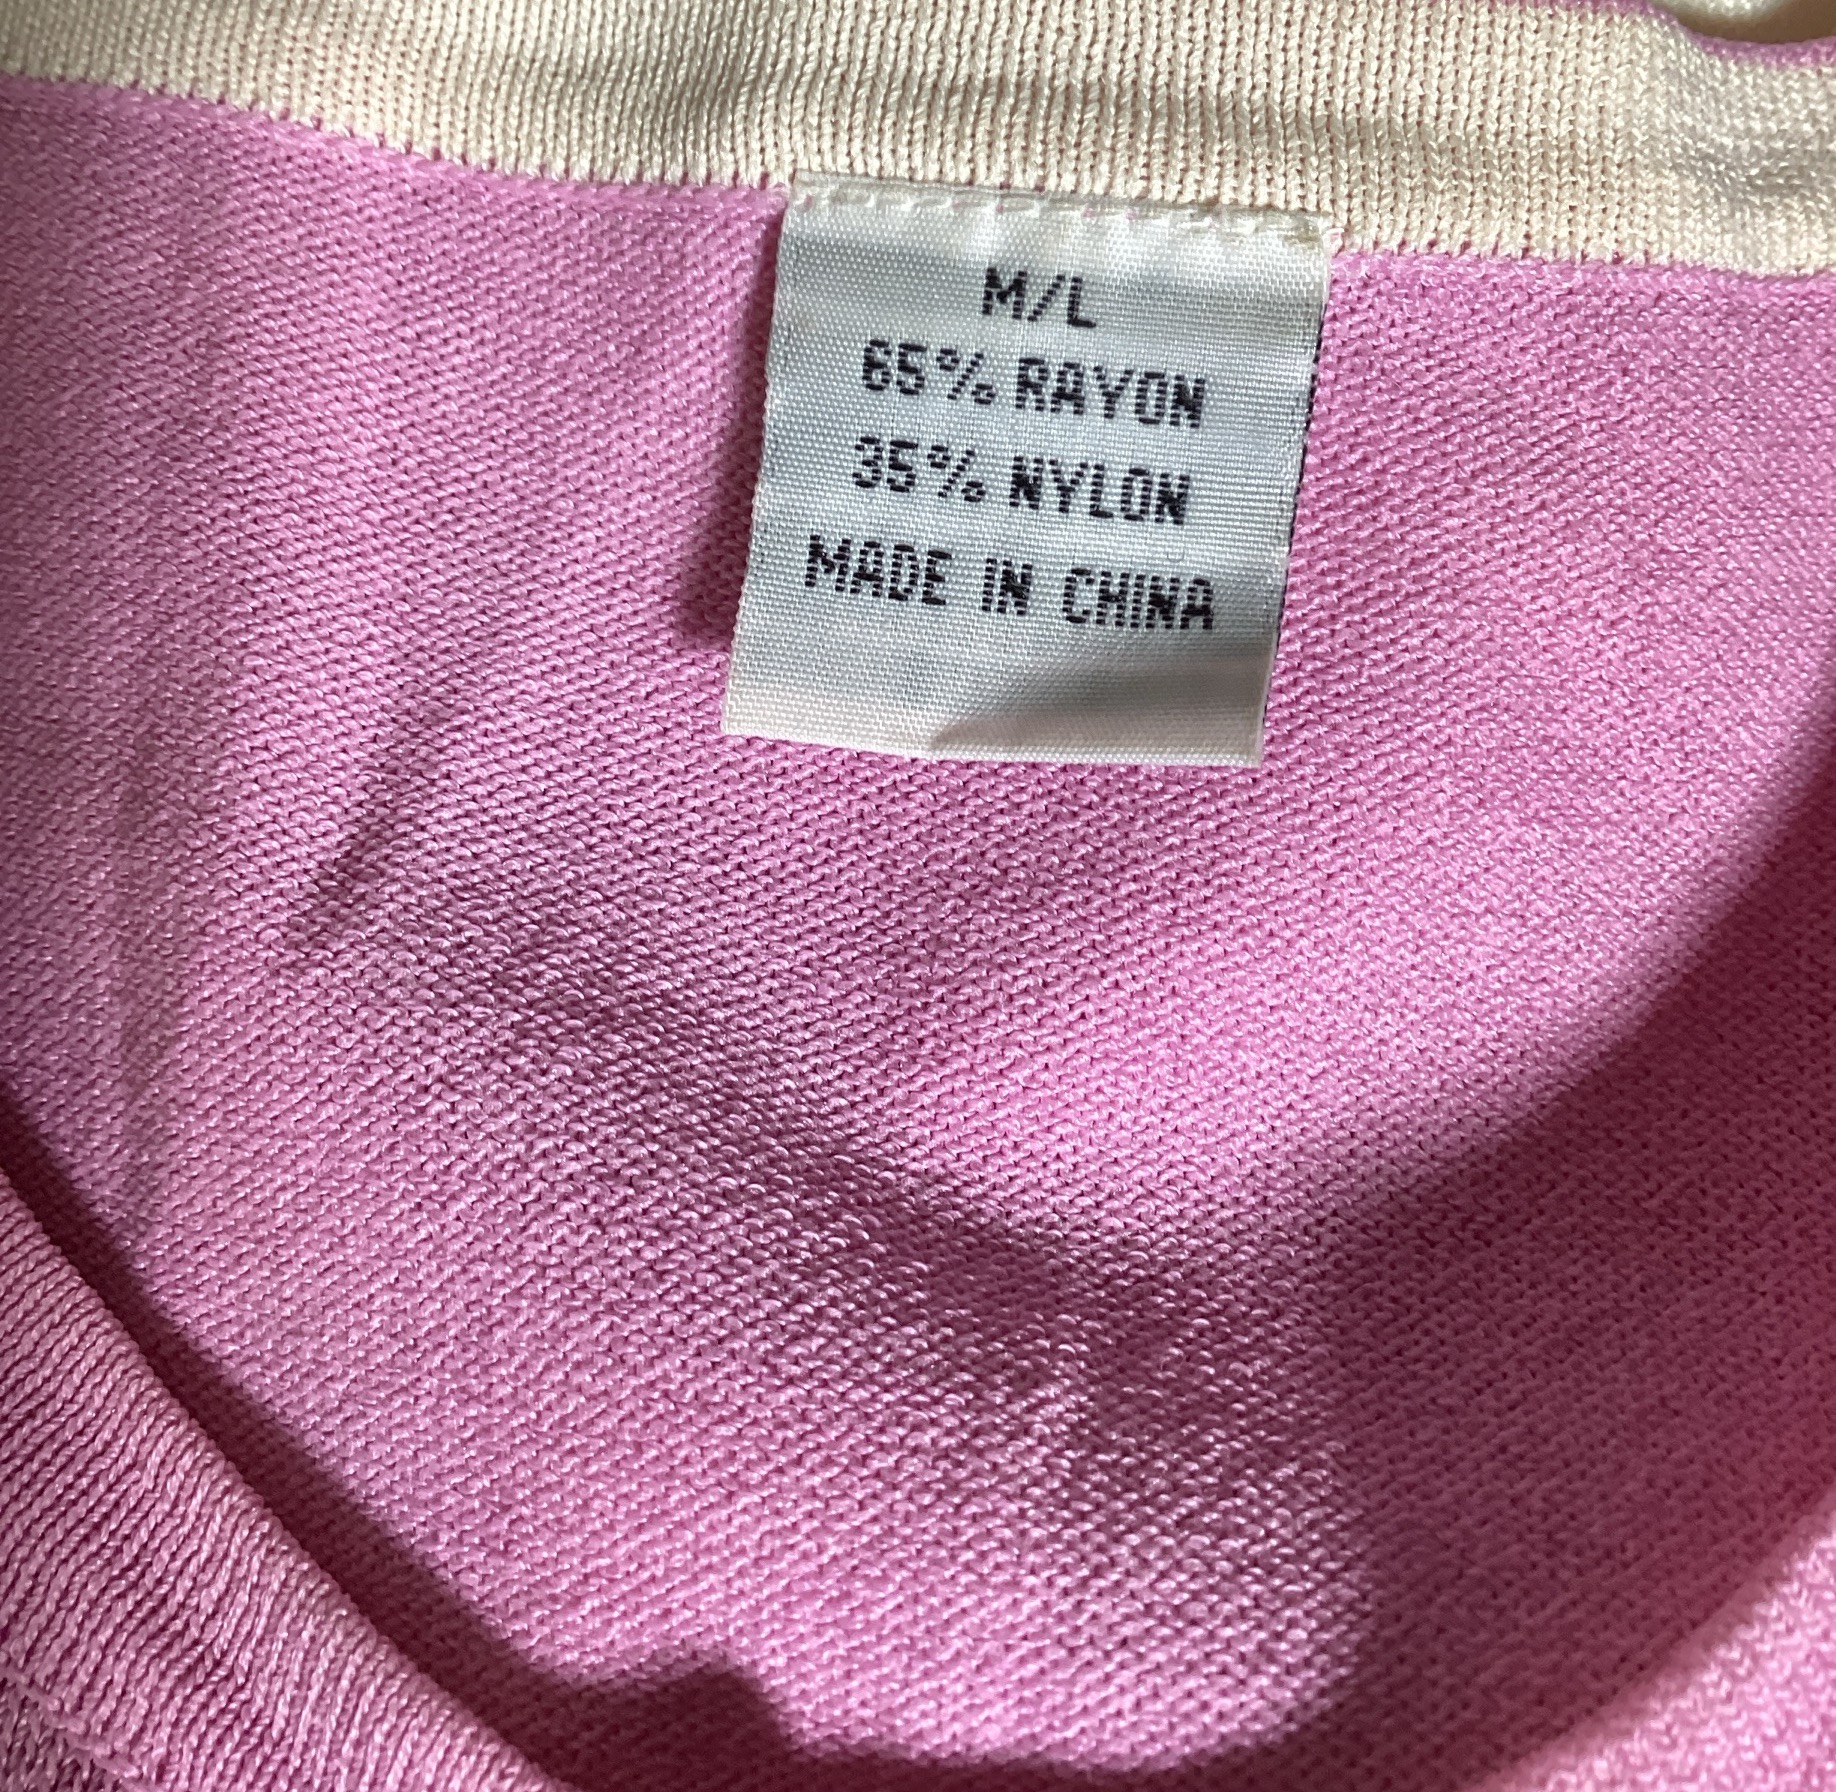 M/L
65% RAYON
35% NYLON
MADE IN CHINA